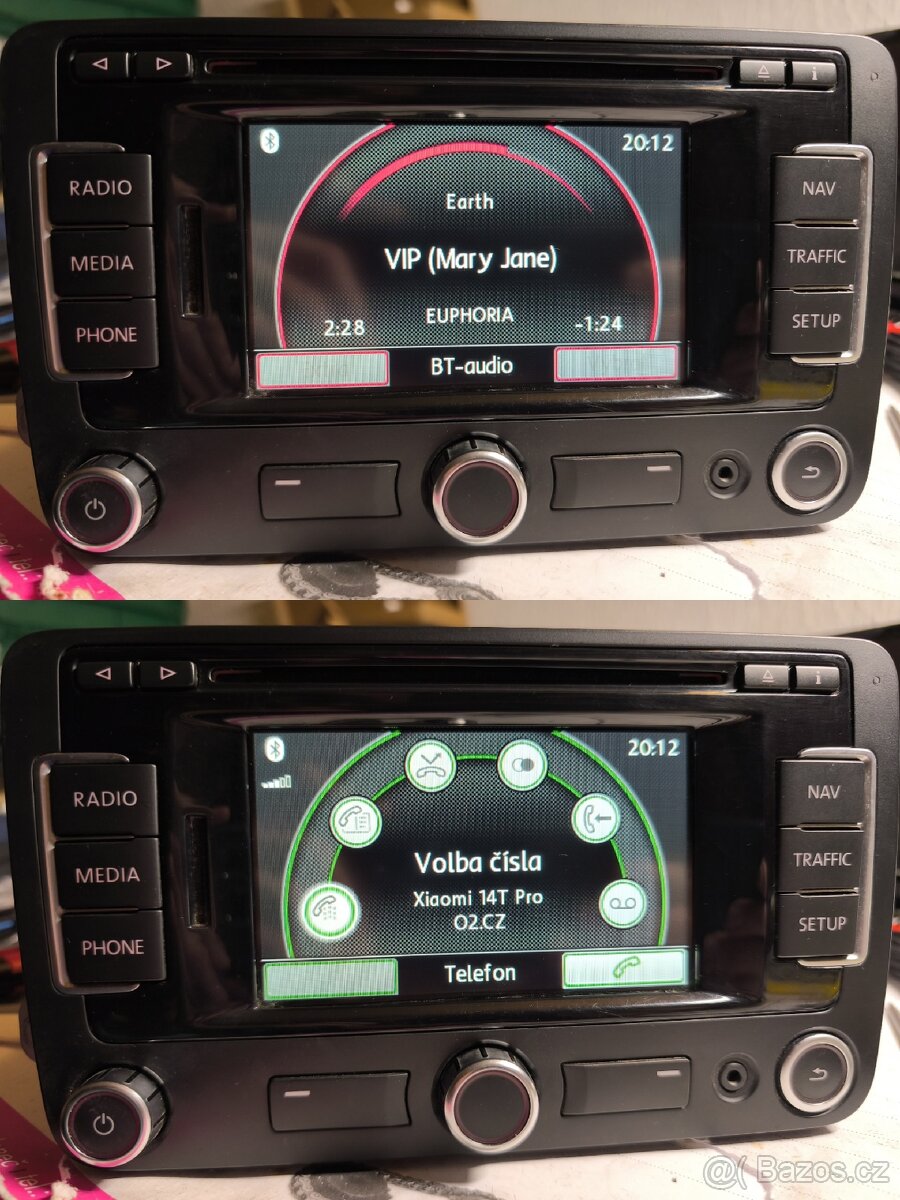 RADIO
MEDIA
PHONE
20:12
Earth
VIP (Mary Jane)
EUPHORIA
2:28
-1:24
BT-audio
NAV
TRAFFIC
SETUP
i
RADIO
MEDIA
PHONE
20:12
Volba čísla
Xiaomi 14T Pro
O2.CZ
Telefon
NAV
TRAFFIC
SETUP
i
@( Bazos.cz